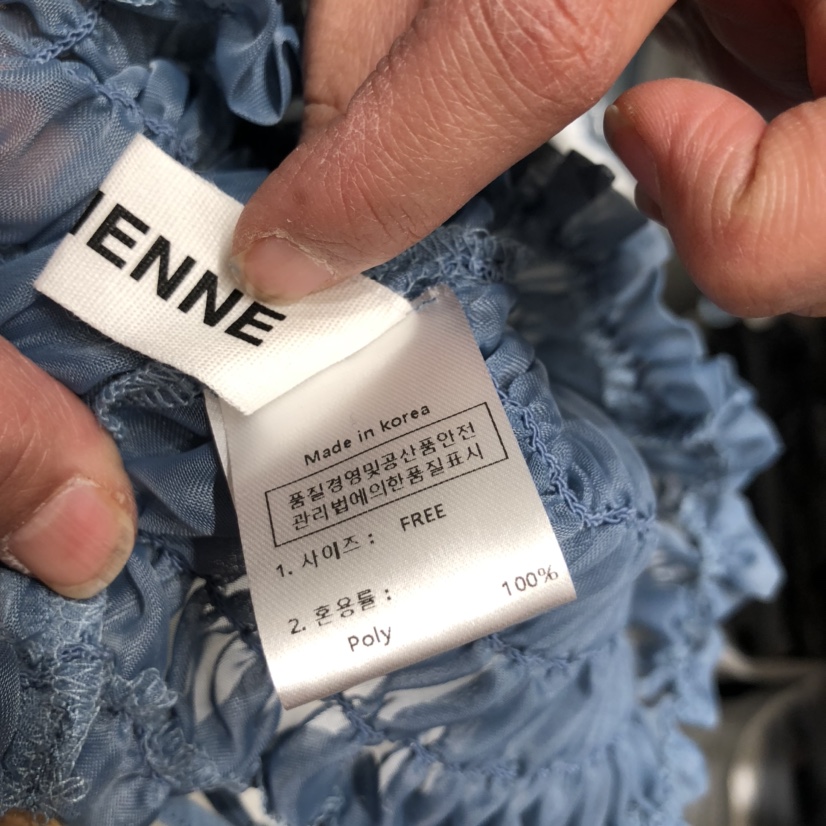 IENNE
Made in korea
품질경영및공산품안전
관리법에의한품질표시
1. 사이즈 : FREE
2. 혼용률 :
Poly 100%